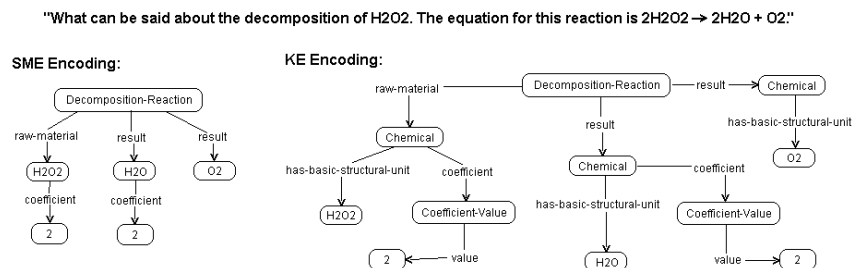 "What can be said about the decomposition of H2O2. The equation for this reaction is 2H2O2 → 2H2O + O2."
SME Encoding:
Decomposition-Reaction
raw-material
result
result
H2O2
H2O
O2
coefficient
coefficient
2
2
KE Encoding:
Decomposition-Reaction
raw-material
result
Chemical
result
has-basic-structural-unit
O2
Chemical
has-basic-structural-unit
coefficient
H2O2
Coefficient-Value
value
2
Chemical
coefficient
has-basic-structural-unit
Coefficient-Value
H2O
value
2